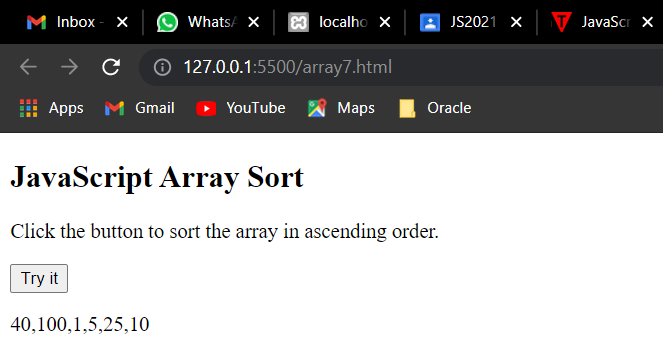 Inbox - WhatsA localho JS2021 JavaScr
127.0.0.1:5500/array7.html
Apps Gmail YouTube Maps Oracle
JavaScript Array Sort
Click the button to sort the array in ascending order.
Try it
40,100,1,5,25,10